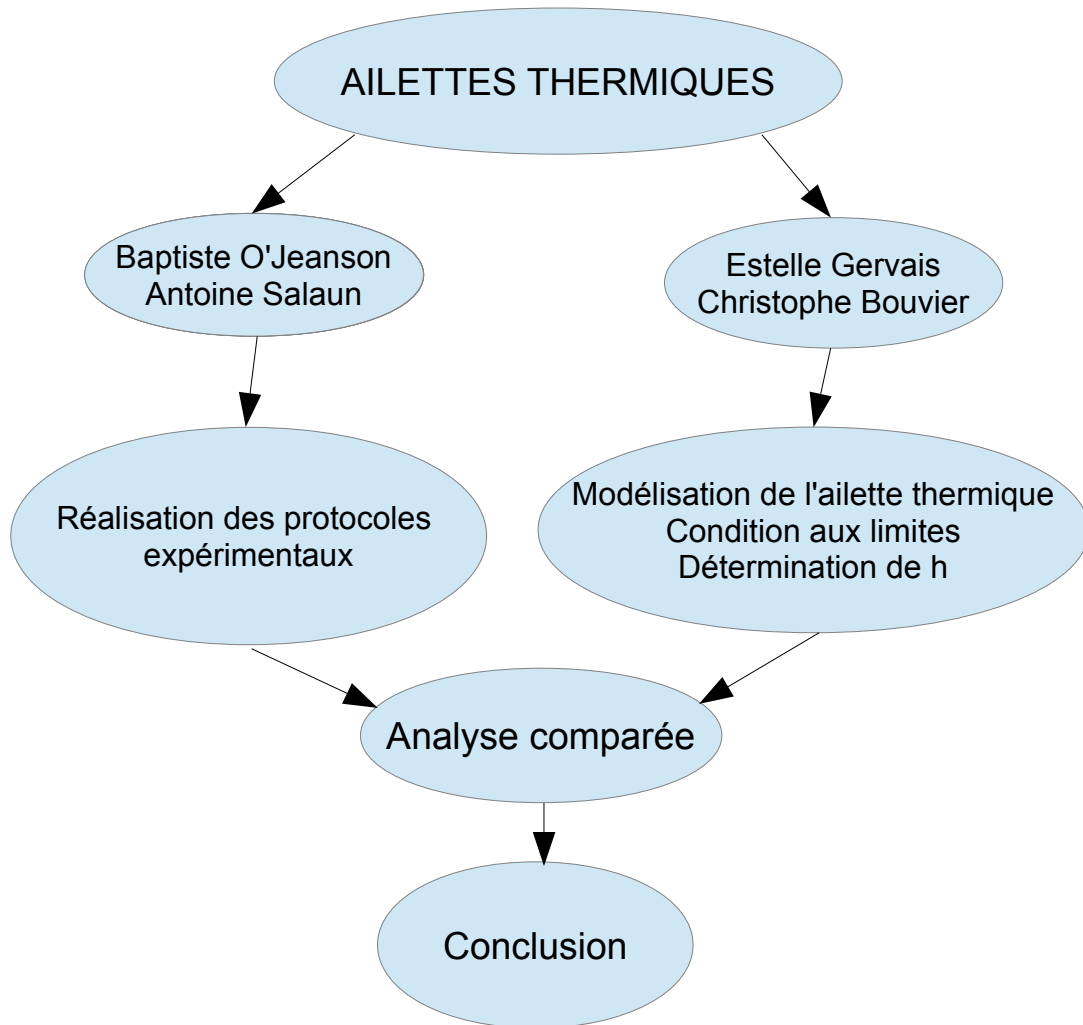 AILETTES THERMIQUES
Baptiste O'Jeanson
Antoine Salaun
Estelle Gervais
Christophe Bouvier
Réalisation des protocoles
expérimentaux
Modélisation de l'ailette thermique
Condition aux limites
Détermination de h
Analyse comparée
Conclusion